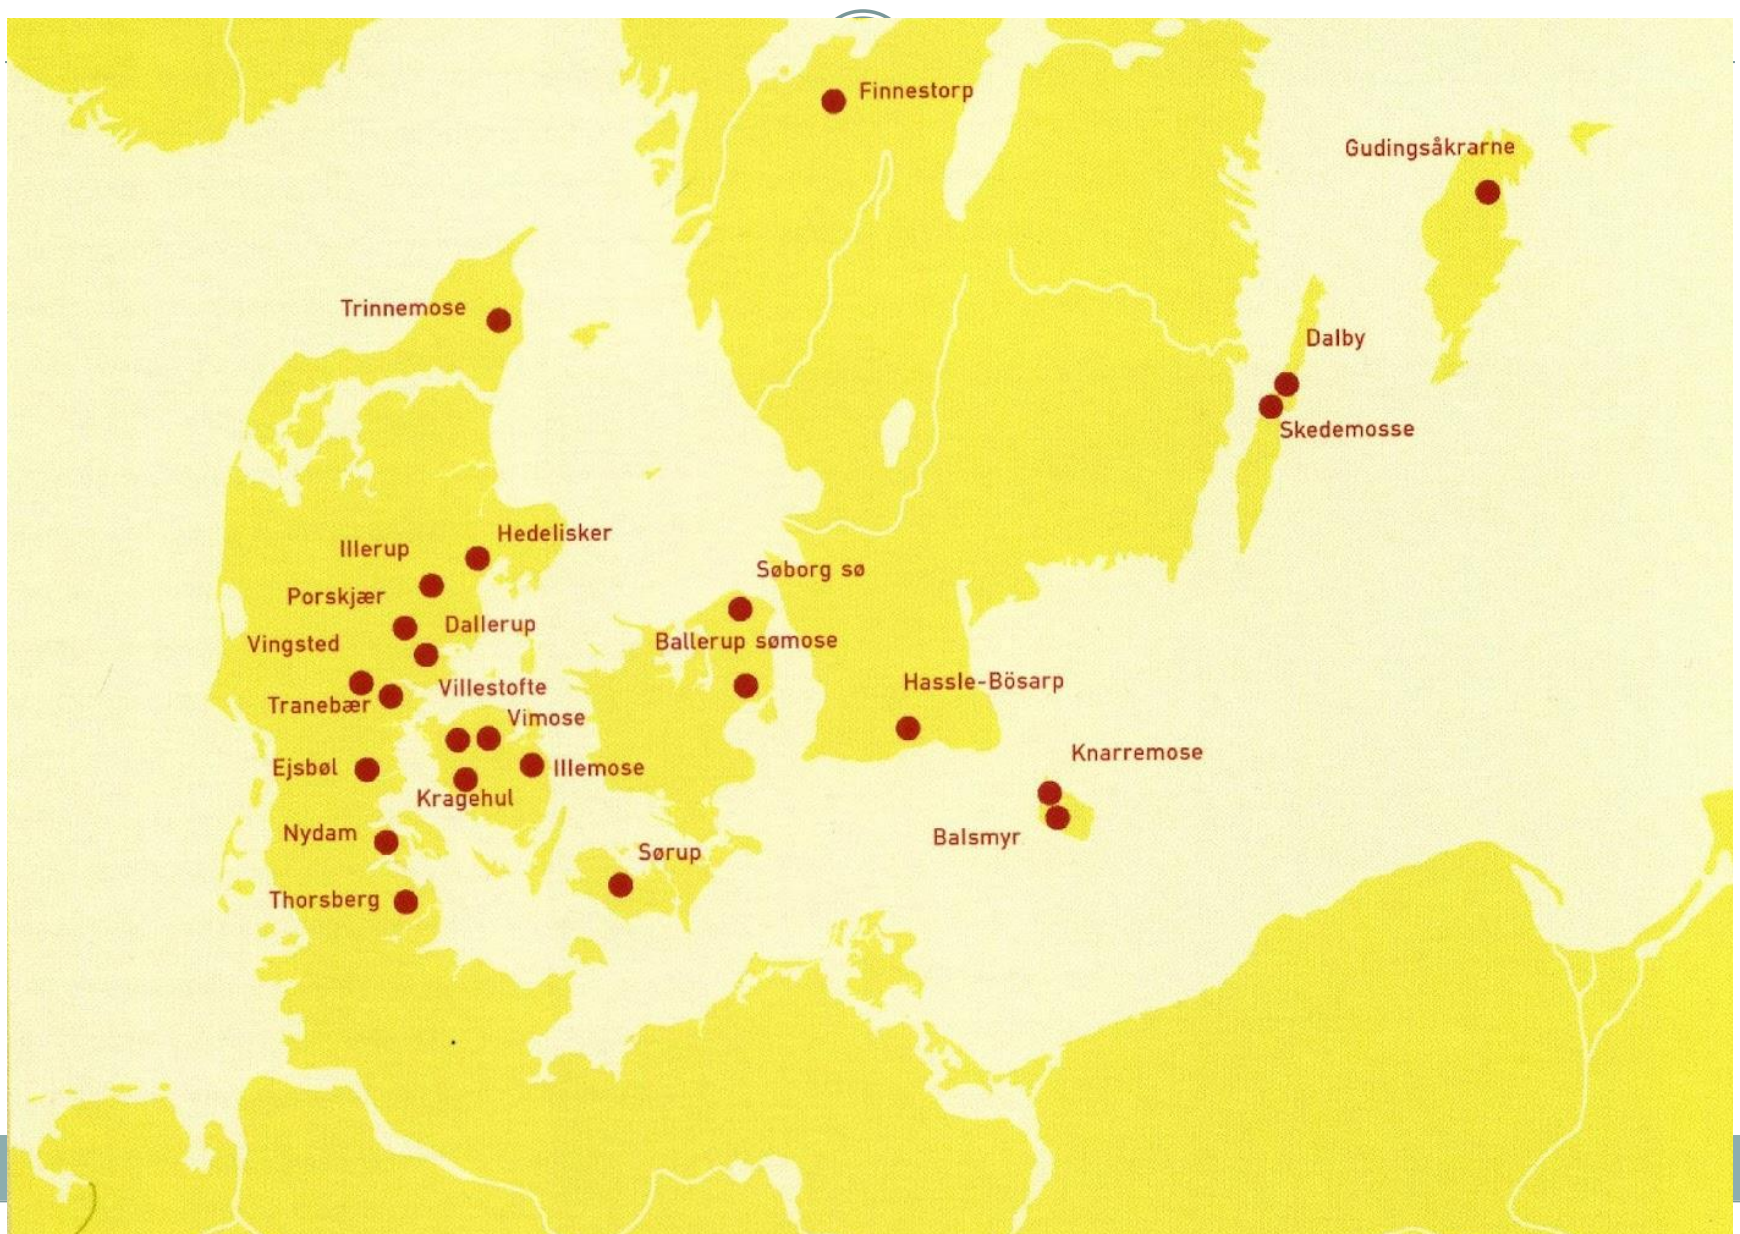 Finnestorp
Gudingsåkrarne
Trinnemose
Dalby
Skedemosse
Hedelisker
Illerup
Søborg sø
Porskjær
Dallerup
Vingsted
Ballerup sømose
Hassle-Bösarp
Villestofte
Tranebær
Vimose
Knarremose
Ejsbøl
Illemose
Kragehul
Nydam
Balsmyr
Sørup
Thorsberg